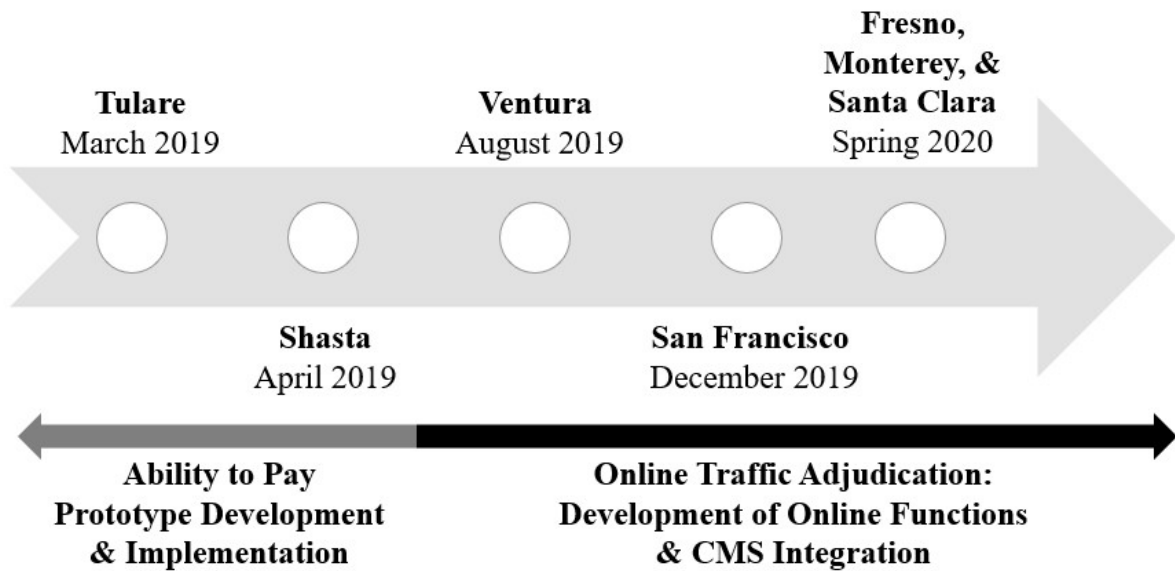 Tulare
March 2019
Ventura
August 2019
Fresno,
Monterey, &
Santa Clara
Spring 2020
Shasta
April 2019
San Francisco
December 2019
Ability to Pay
Prototype Development
& Implementation
Online Traffic Adjudication:
Development of Online Functions
& CMS Integration